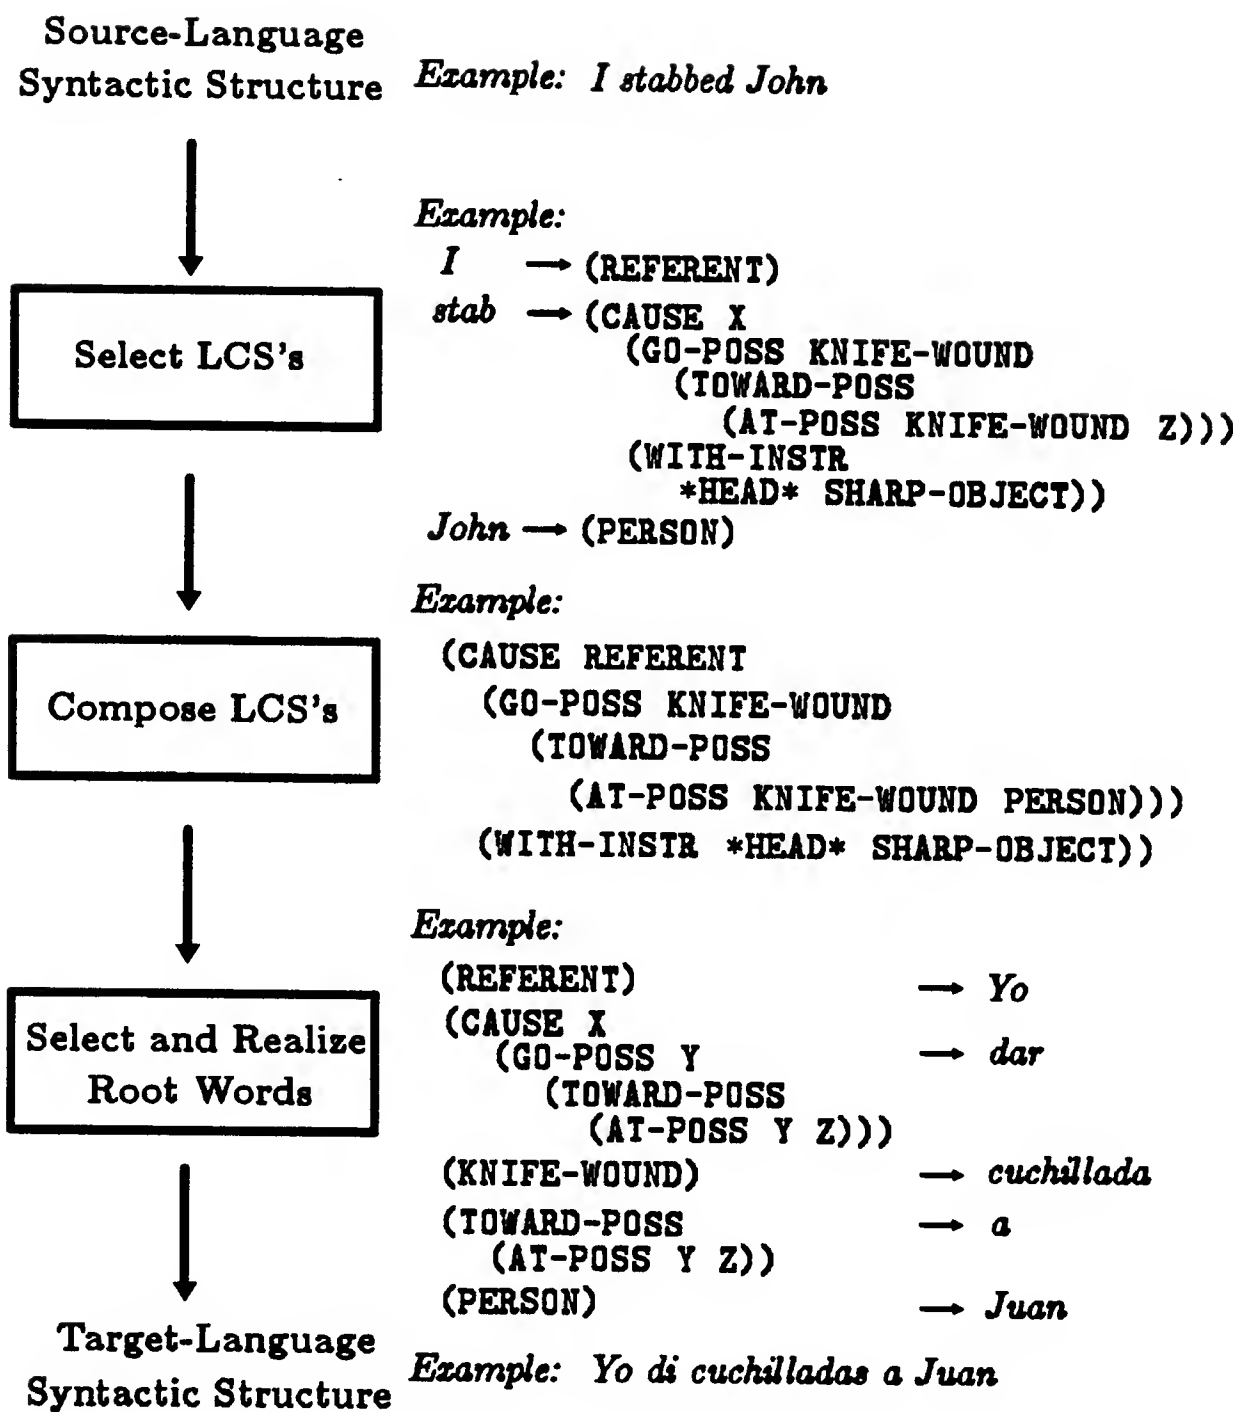 Source-Language
Syntactic Structure
Example: I stabbed John
Example:
I → (REFERENT)
stab → (CAUSE X
(GO-POSS KNIFE-WOUND
(TOWARD-POSS
(AT-POSS KNIFE-WOUND Z)))
(WITH-INSTR
*HEAD* SHARP-OBJECT))
John → (PERSON)
Select LCS's
Example:
(CAUSE REFERENT
(GO-POSS KNIFE-WOUND
(TOWARD-POSS
(AT-POSS KNIFE-WOUND PERSON)))
(WITH-INSTR *HEAD* SHARP-OBJECT))
Compose LCS's
Example:
(REFERENT) → Yo
(CAUSE X
(GO-POSS Y → dar
(TOWARD-POSS
(AT-POSS Y Z)))
(KNIFE-WOUND) → cuchillada
(TOWARD-POSS → a
(AT-POSS Y Z))
(PERSON) → Juan
Select and Realize
Root Words
Target-Language
Syntactic Structure
Example: Yo di cuchilladas a Juan